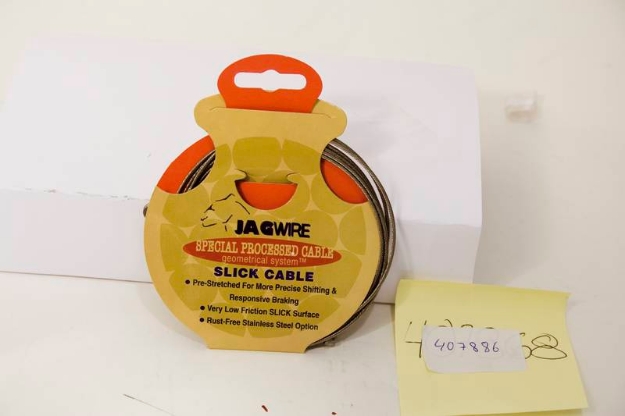 JAGWIRE
SPECIAL PROCESSED CABLE
geometrical system™
SLICK CABLE
• Pre-Stretched For More Precise Shifting &
Responsive Braking
• Very Low Friction SLICK Surface
• Rust-Free Stainless Steel Option
407886